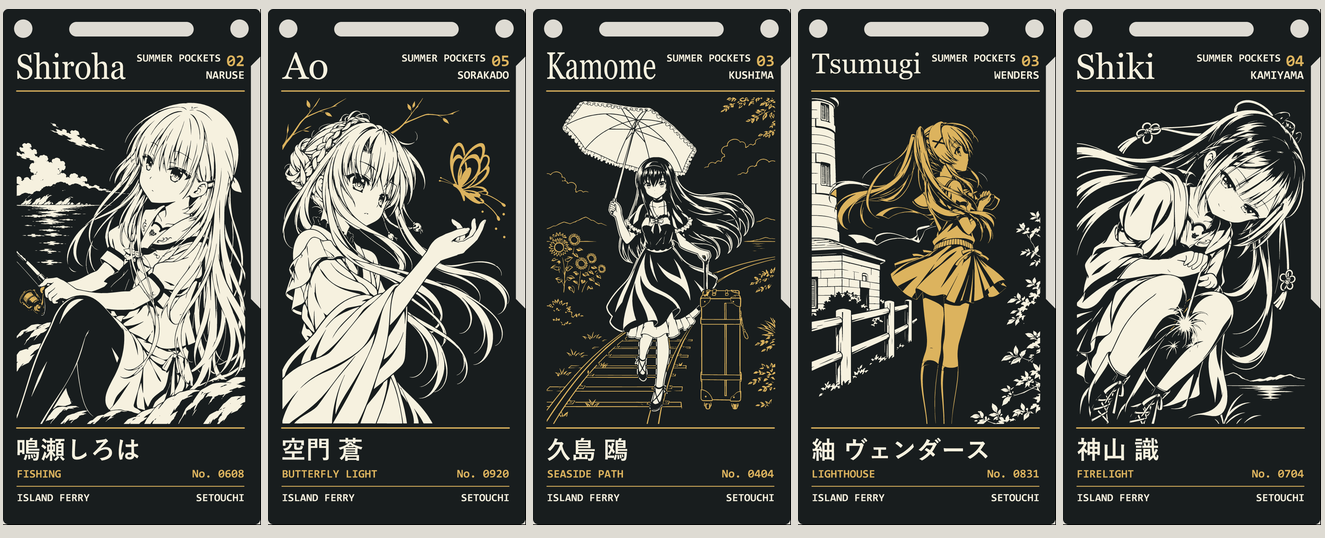 Shiroha
SUMMER POCKETS 02
NARUSE
鳴瀬しろは
FISHING No. 0608
ISLAND FERRY SETOUCHI
Ao
SUMMER POCKETS 05
SORAKADO
空門 蒼
BUTTERFLY LIGHT No. 0920
ISLAND FERRY SETOUCHI
Kamome
SUMMER POCKETS 03
KUSHIMA
久島 鴎
SEASIDE PATH No. 0404
ISLAND FERRY SETOUCHI
Tsumugi
SUMMER POCKETS 03
WENDERS
紬 ヴェンダース
LIGHTHOUSE No. 0831
ISLAND FERRY SETOUCHI
Shiki
SUMMER POCKETS 04
KAMIYAMA
神山 識
FIRELIGHT No. 0704
ISLAND FERRY SETOUCHI